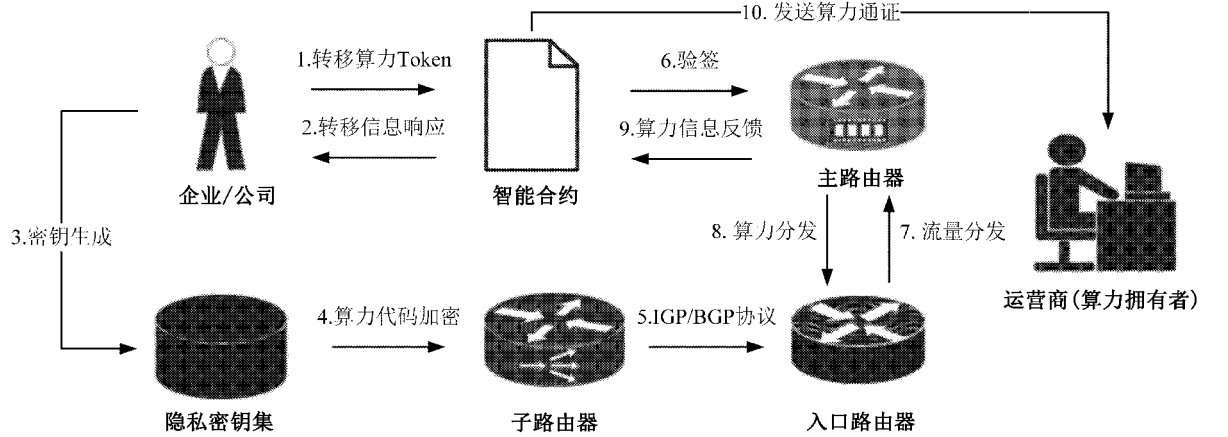 10. 发送算力通证
1.转移算力Token
6.验签
2.转移信息响应
9.算力信息反馈
企业/公司
智能合约
主路由器
3.密钥生成
8. 算力分发
7. 流量分发
运营商(算力拥有者)
4.算力代码加密
5.IGP/BGP协议
隐私密钥集
子路由器
入口路由器